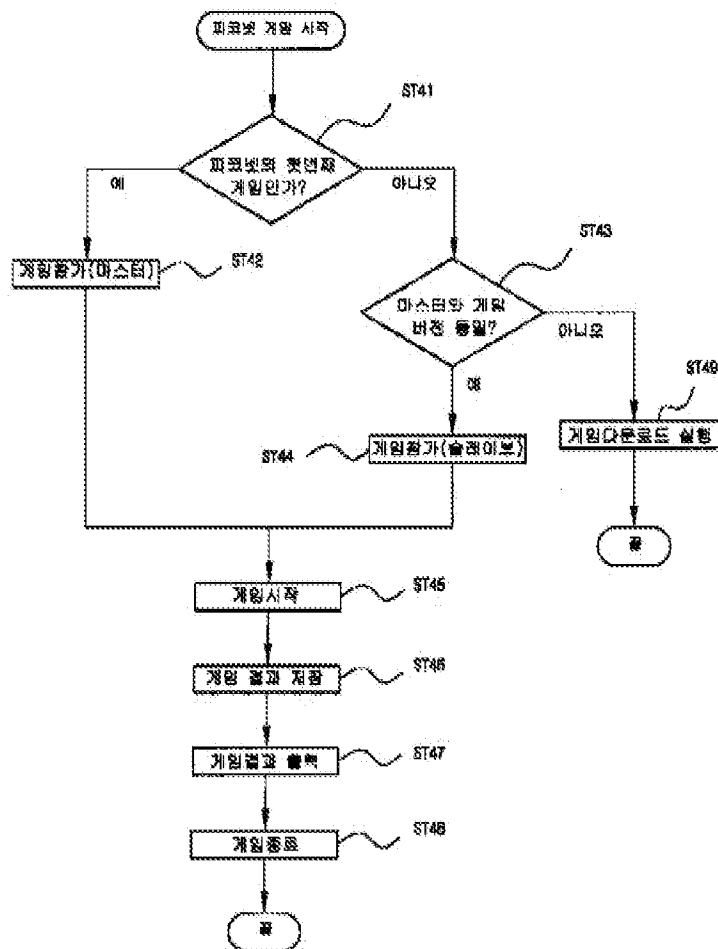 피코넷 게임 시작
ST41
피코넷의 첫번째
게임인가?
예
아니오
게임참가(마스터)
ST42
ST43
마스터와 게임
버전 동일?
아니오
예
ST49
게임다운로드 실행
ST44
게임참가(슬레이브)
끝
게임시작
ST45
게임 결과 저장
ST46
게임결과 출력
ST47
게임종료
ST48
끝